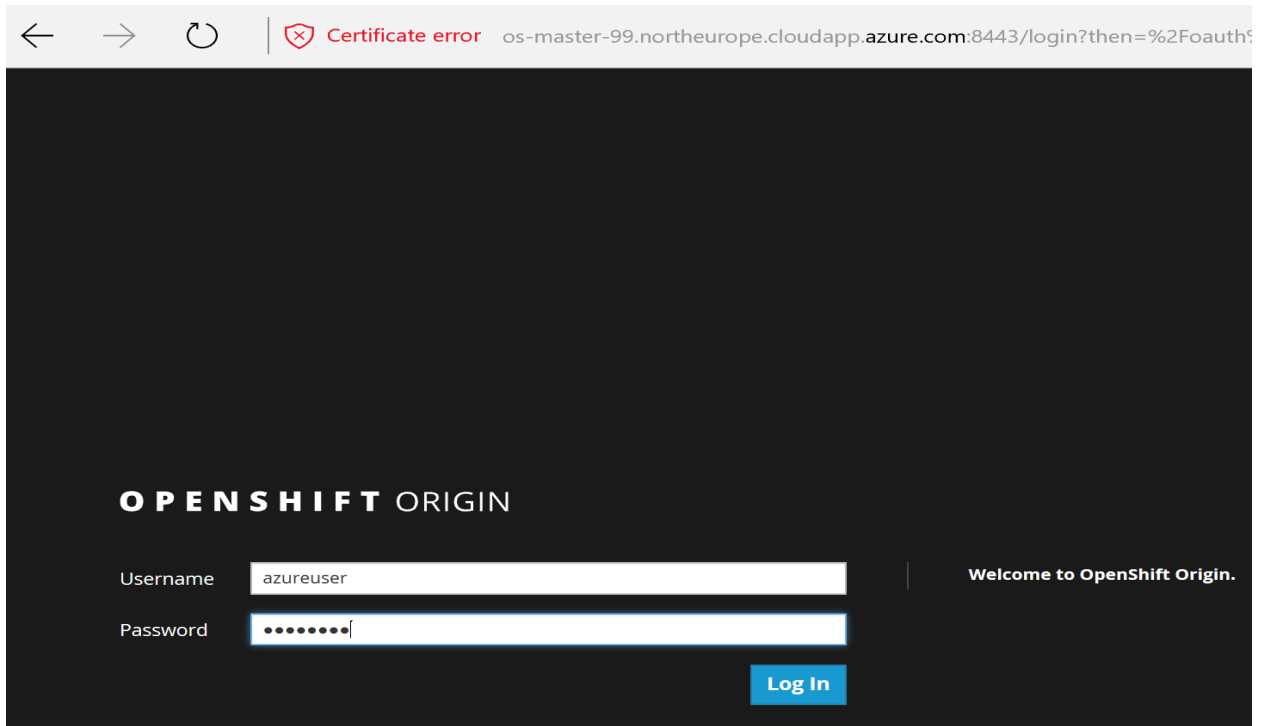 Certificate error os-master-99.northeurope.cloudapp.azure.com:8443/login?then=%2Foauth%
OPENSHIFT ORIGIN
Username azureuser
Welcome to OpenShift Origin.
Password ••••••••
Log In